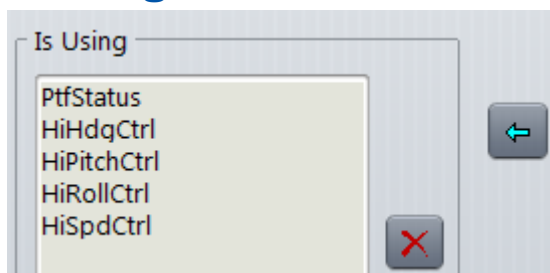 Is Using
PtfStatus
HiHdgCtrl
HiPitchCtrl
HiRollCtrl
HiSpdCtrl